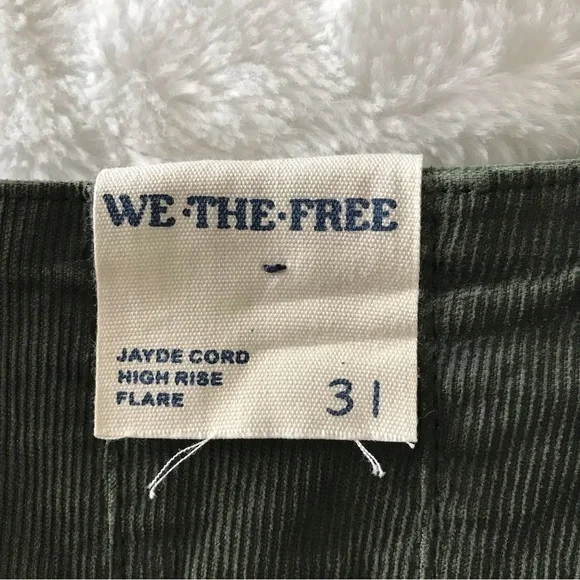 WE·THE·FREE
JAYDE CORD
HIGH RISE
FLARE
31